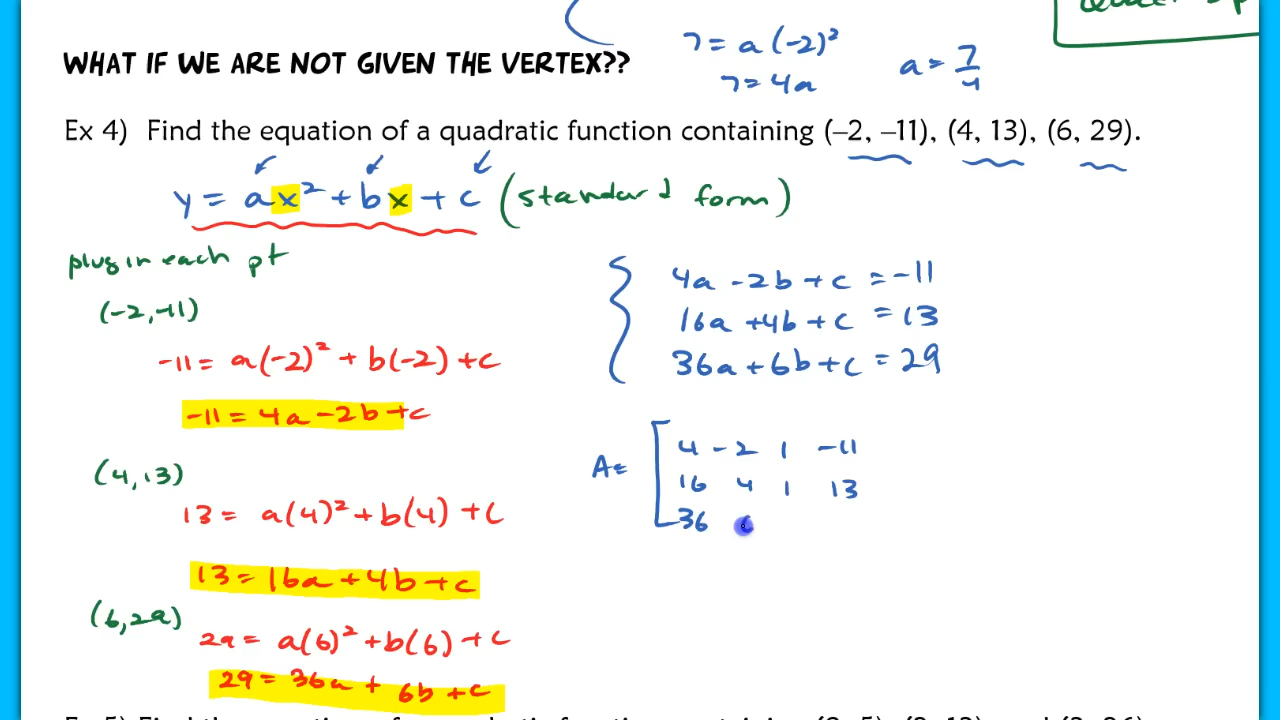 7 = a(-2)²
7 = 4a
a = 7/4
WHAT IF WE ARE NOT GIVEN THE VERTEX??
Ex 4) Find the equation of a quadratic function containing (–2, –11), (4, 13), (6, 29).
y = ax² + bx + c (standard form)
plug in each pt
(-2, -11)
-11 = a(-2)² + b(-2) + c
-11 = 4a - 2b + c
(4, 13)
13 = a(4)² + b(4) + c
13 = 16a + 4b + c
(6, 29)
29 = a(6)² + b(6) + c
29 = 36a + 6b + c
4a - 2b + c = -11
16a + 4b + c = 13
36a + 6b + c = 29
A = [ 4 -2 1 -11
16 4 1 13
36